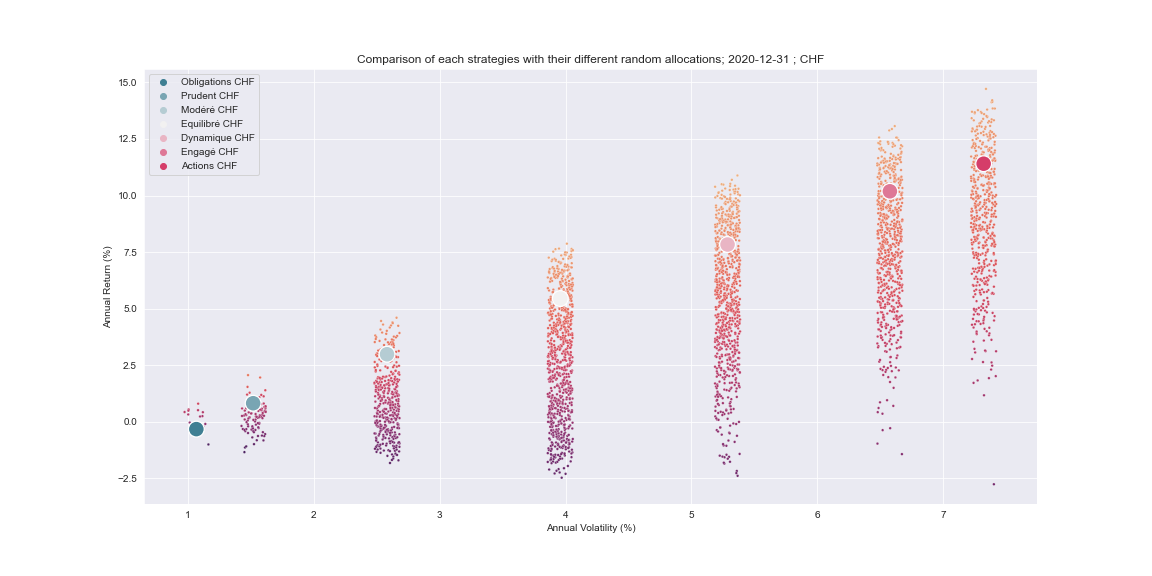 Comparison of each strategies with their different random allocations; 2020-12-31 ; CHF
Obligations CHF
Prudent CHF
Modéré CHF
Equilibré CHF
Dynamique CHF
Engagé CHF
Actions CHF
15.0
12.5
10.0
7.5
5.0
2.5
0.0
−2.5
Annual Return (%)
1 2 3 4 5 6 7
Annual Volatility (%)